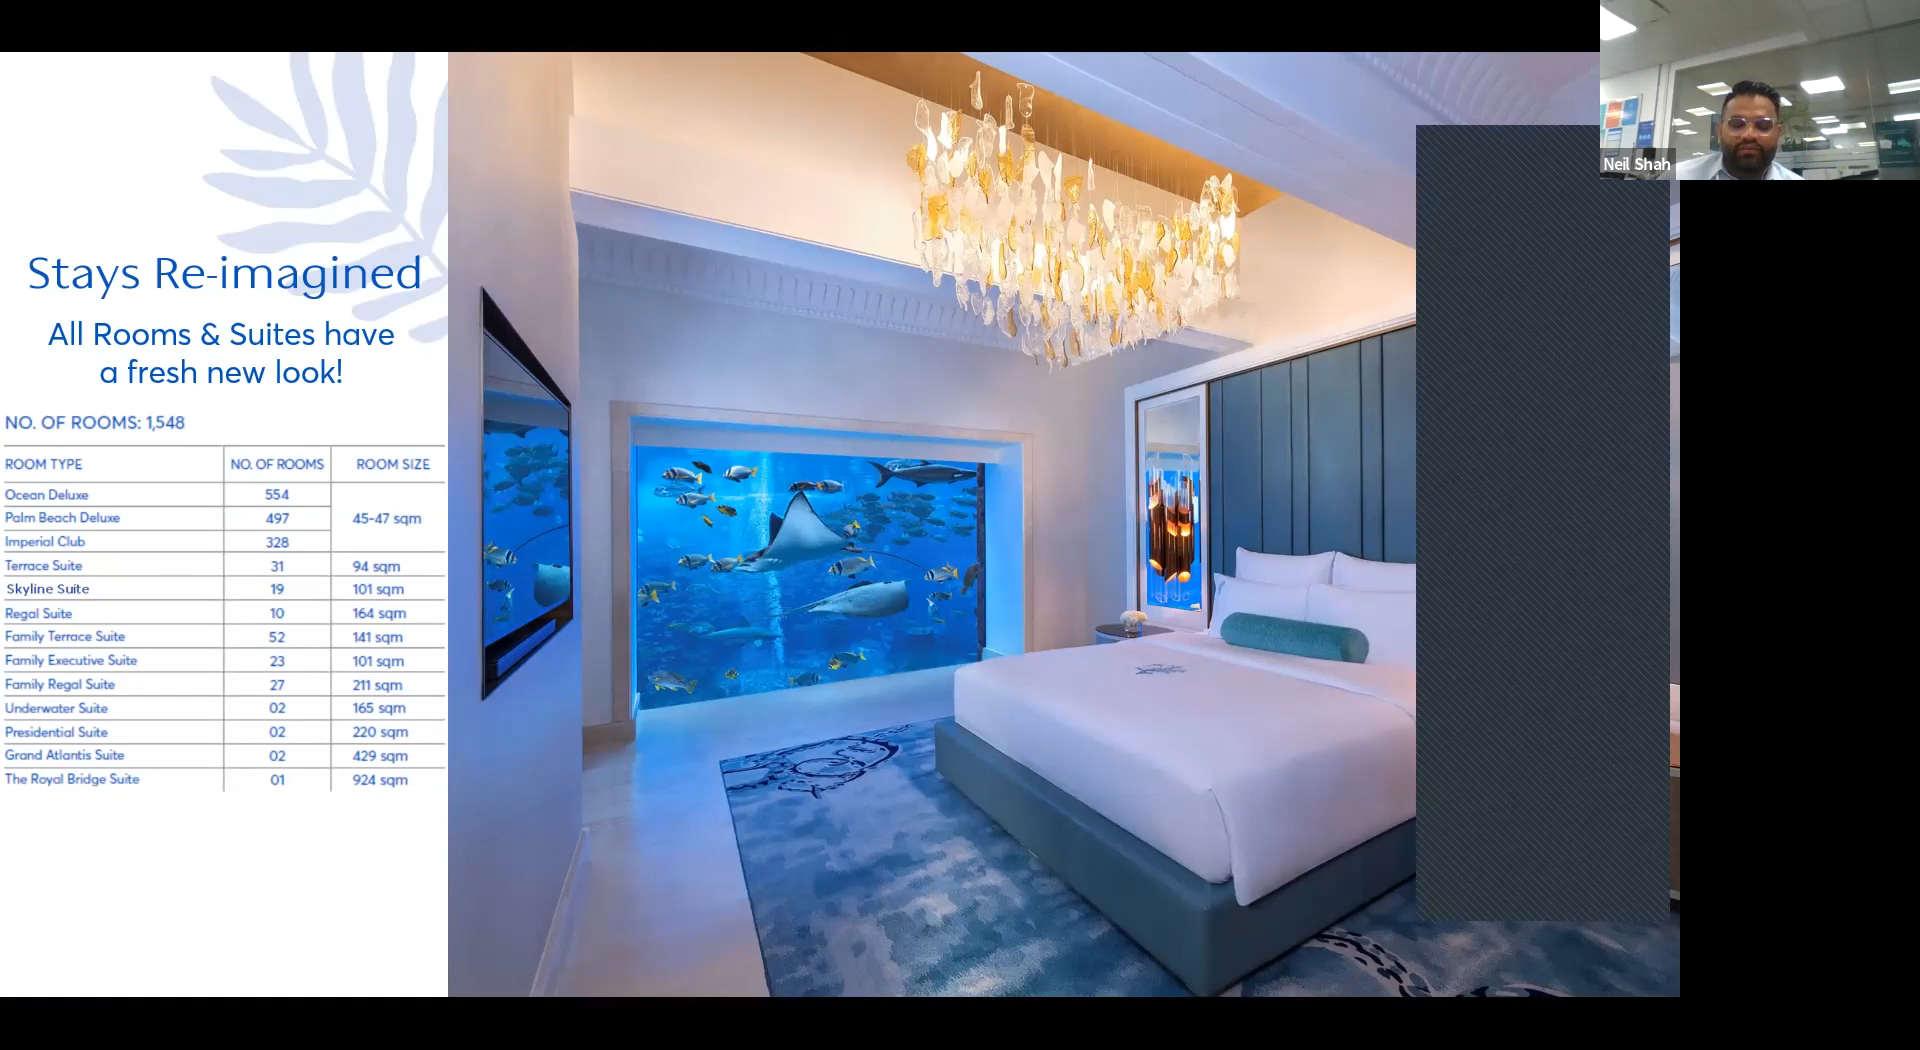 Stays Re-imagined
All Rooms & Suites have
a fresh new look!
NO. OF ROOMS: 1,548
ROOM TYPE NO. OF ROOMS ROOM SIZE
Ocean Deluxe 554
Palm Beach Deluxe 497 45-47 sqm
Imperial Club 328
Terrace Suite 31 94 sqm
Skyline Suite 19 101 sqm
Regal Suite 10 164 sqm
Family Terrace Suite 52 141 sqm
Family Executive Suite 23 101 sqm
Family Regal Suite 27 211 sqm
Underwater Suite 02 165 sqm
Presidential Suite 02 220 sqm
Grand Atlantis Suite 02 429 sqm
The Royal Bridge Suite 01 924 sqm
Neil Shah